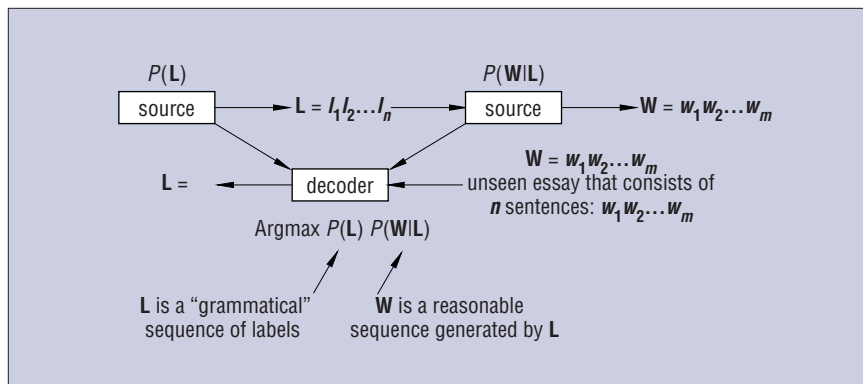 P(L) P(W|L)
source L = l₁l₂…lₙ source W = w₁w₂…wₘ
W = w₁w₂…wₘ
L = decoder unseen essay that consists of
n sentences: w₁w₂…wₘ
Argmax P(L) P(W|L)
L is a “grammatical” W is a reasonable
sequence of labels sequence generated by L